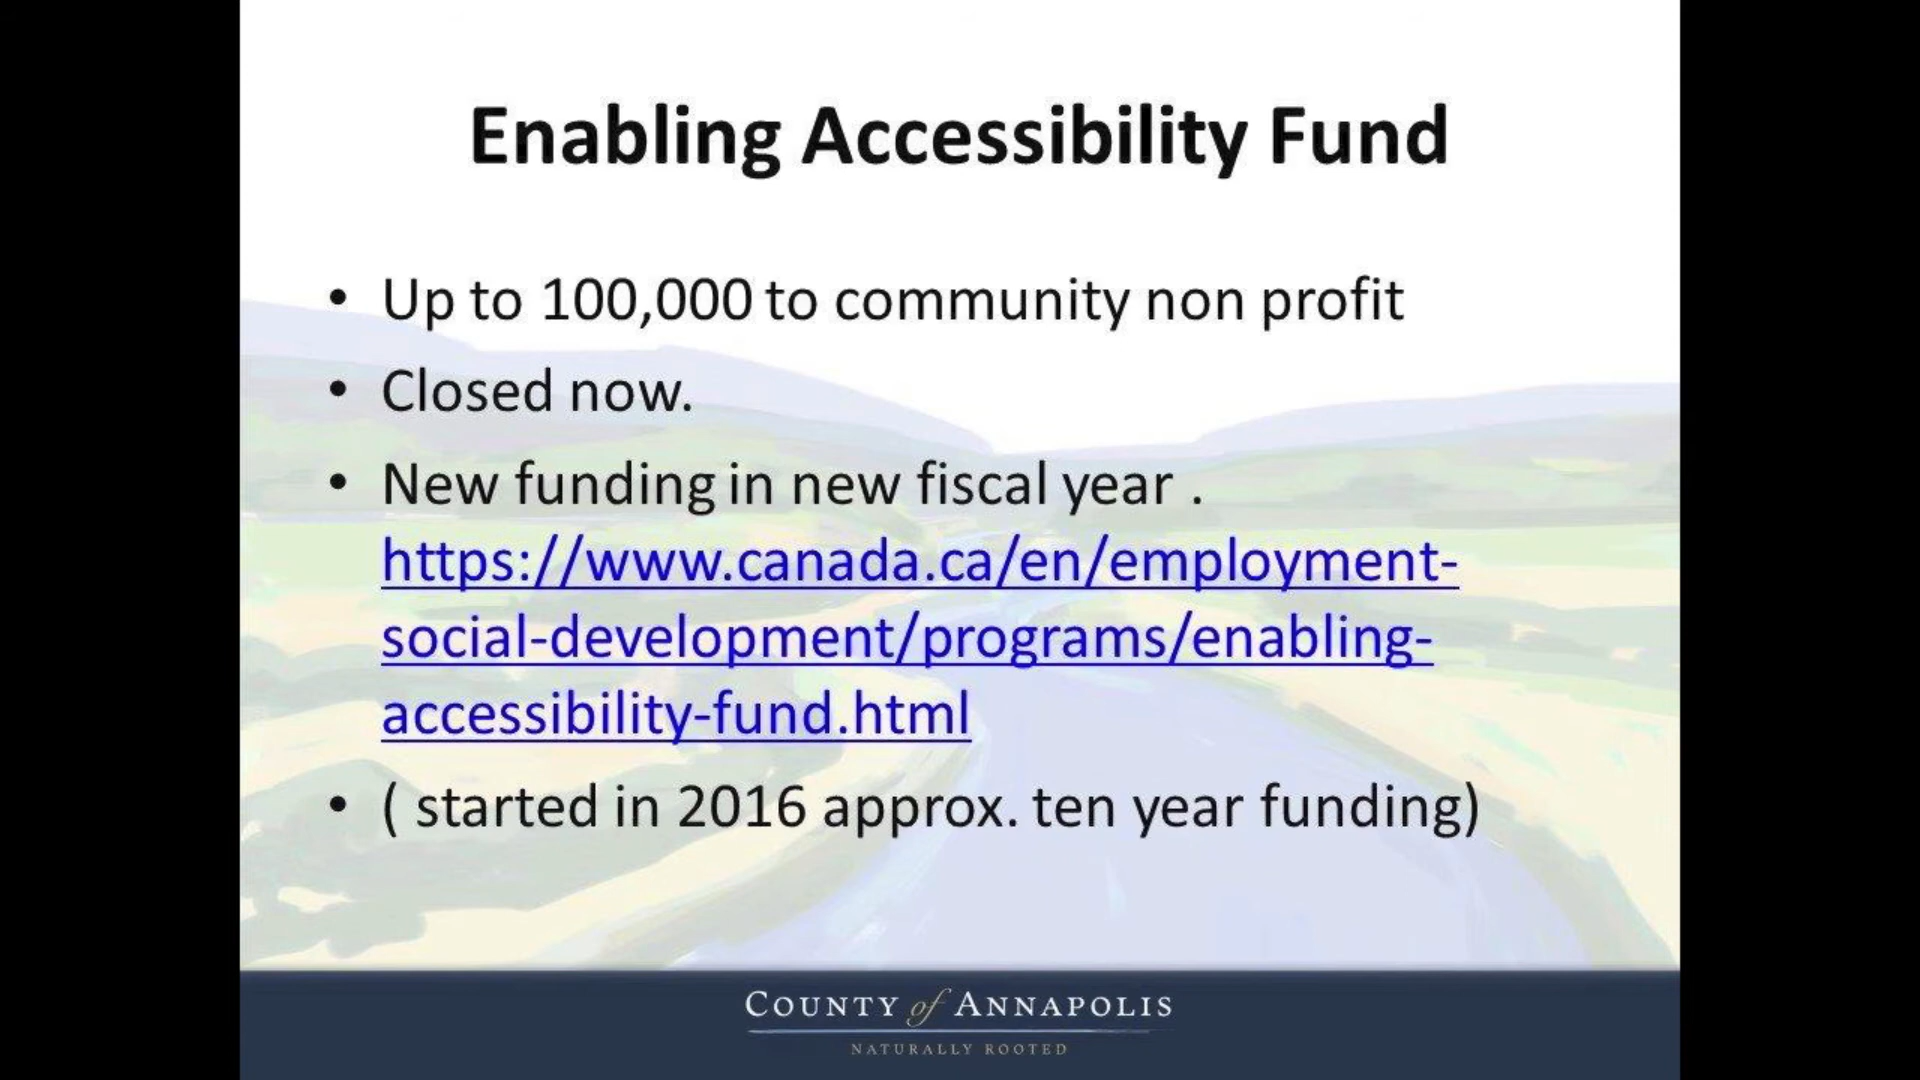 Enabling Accessibility Fund
• Up to 100,000 to community non profit
• Closed now.
• New funding in new fiscal year .
https://www.canada.ca/en/employment-
social-development/programs/enabling-
accessibility-fund.html
• ( started in 2016 approx. ten year funding)
COUNTY of ANNAPOLIS
NATURALLY ROOTED